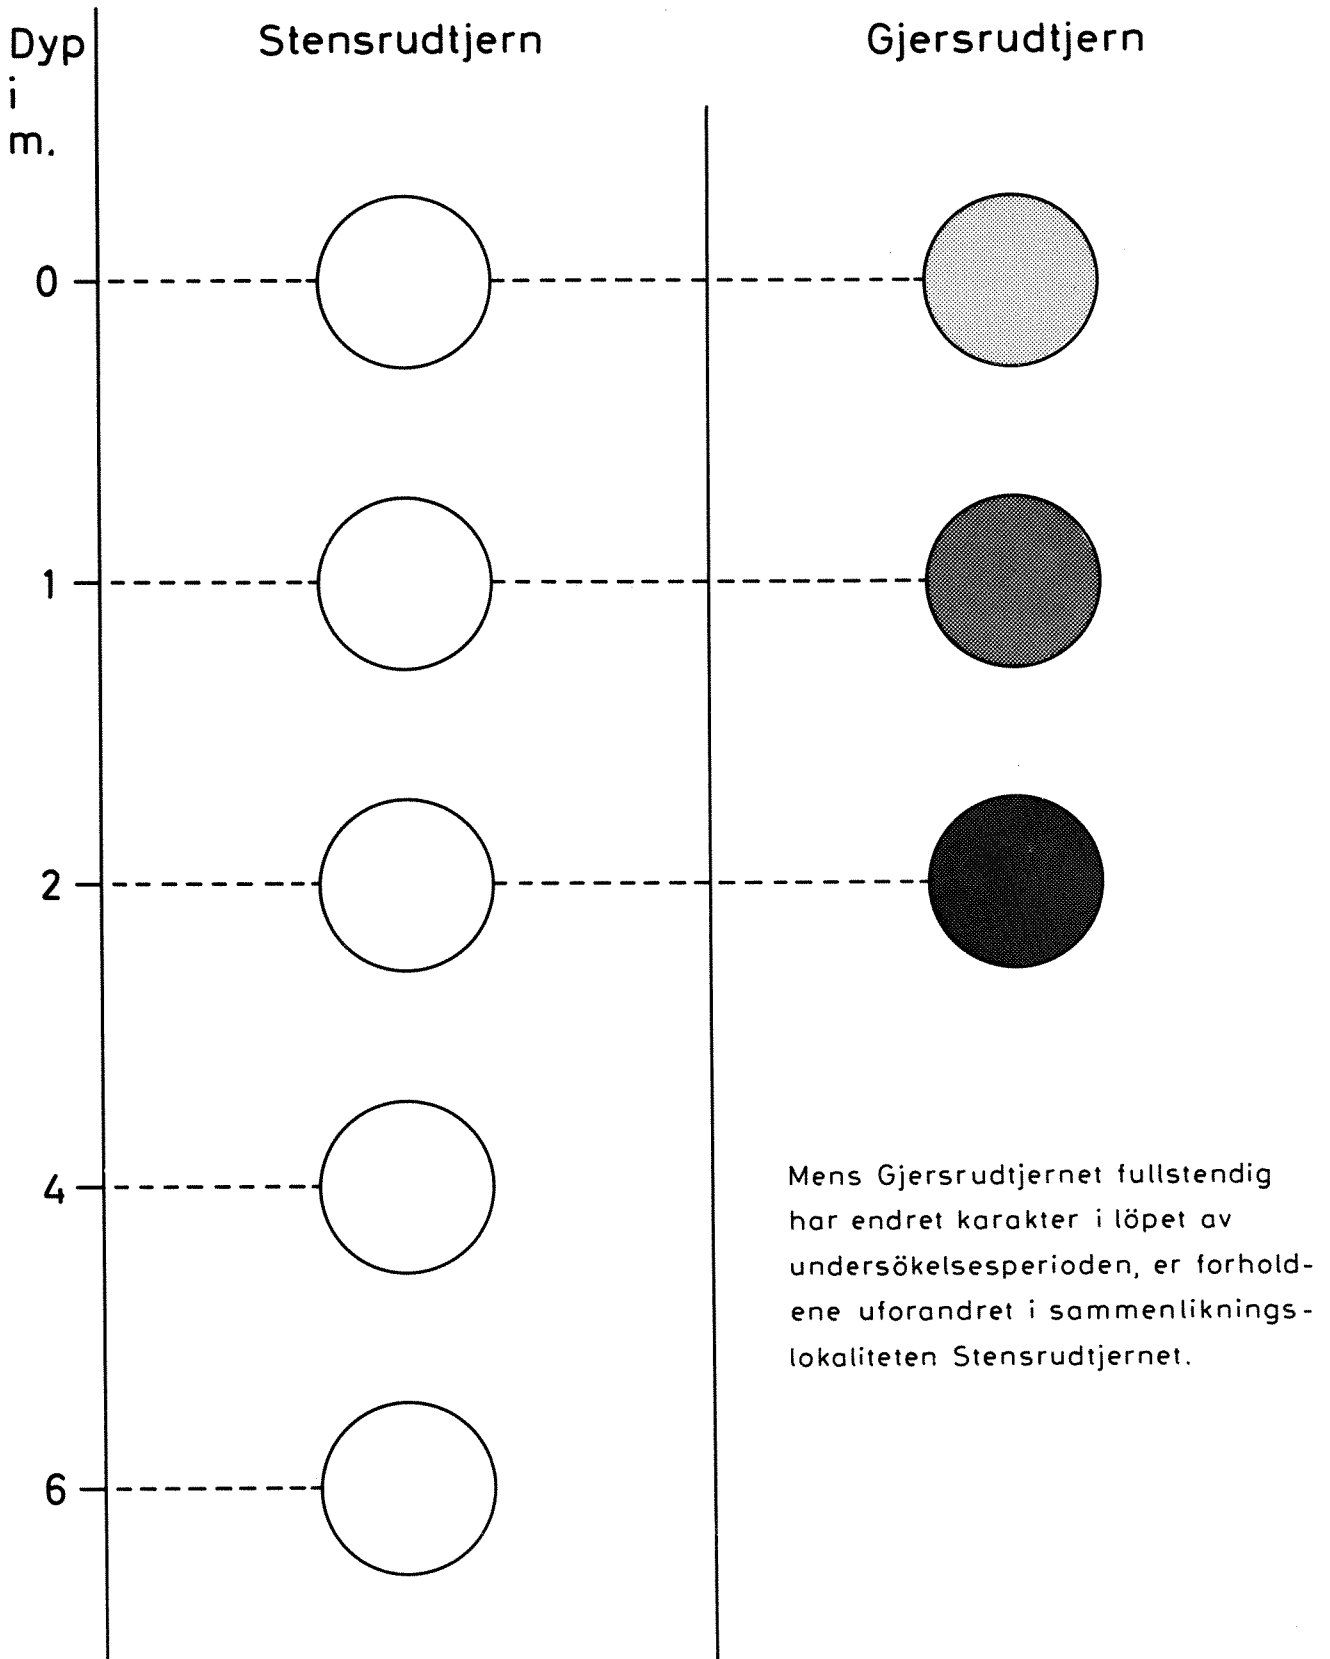 Dyp
i
m.
Stensrudtjern
Gjersrudtjern
0
1
2
4
6
Mens Gjersrudtjernet fullstendig
har endret karakter i löpet av
undersökelsesperioden, er forhold-
ene uforandret i sammenliknings-
lokaliteten Stensrudtjernet.